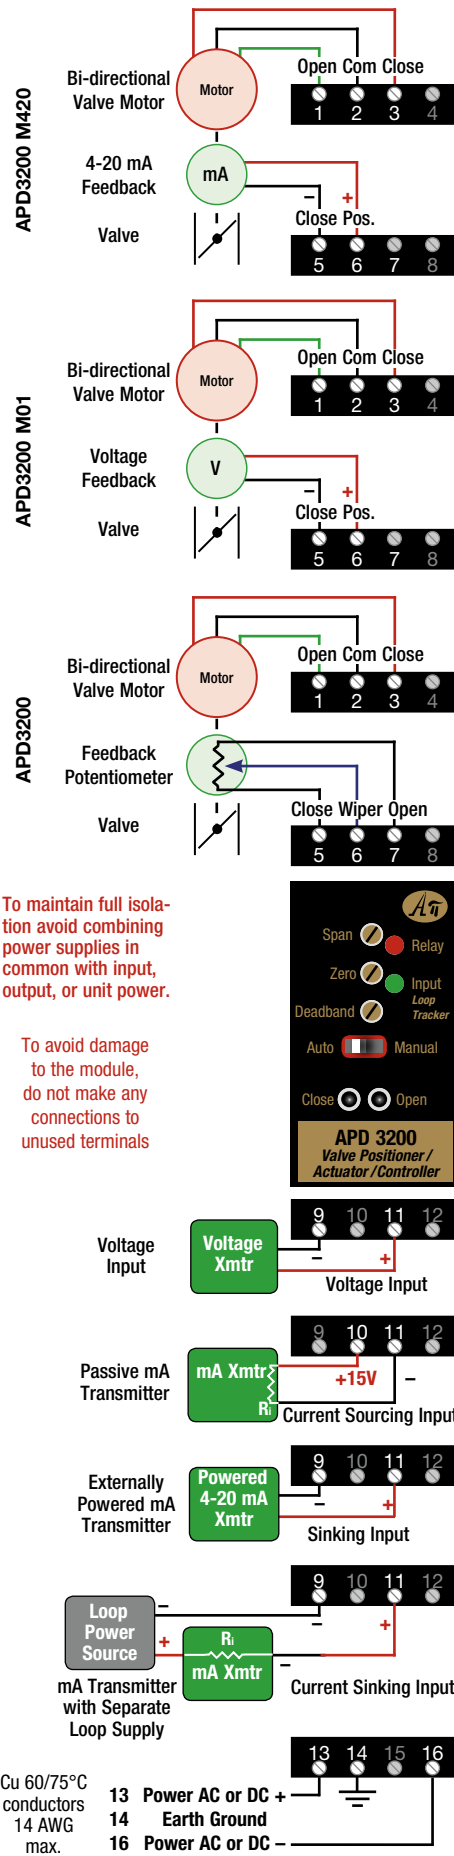 APD3200 M420
Bi-directional
Valve Motor
Motor
Open Com Close
1 2 3 4
4-20 mA
Feedback
mA
– +
Close Pos.
Valve
5 6 7 8
APD3200 M01
Bi-directional
Valve Motor
Motor
Open Com Close
1 2 3 4
Voltage
Feedback
V
– +
Close Pos.
Valve
5 6 7 8
APD3200
Bi-directional
Valve Motor
Motor
Open Com Close
1 2 3 4
Feedback
Potentiometer
Close Wiper Open
Valve
5 6 7 8
To maintain full isola-
tion avoid combining
power supplies in
common with input,
output, or unit power.
To avoid damage
to the module,
do not make any
connections to
unused terminals
Span
Relay
Zero
Input
Loop
Tracker
Deadband
Auto
Manual
Close
Open
APD 3200
Valve Positioner /
Actuator / Controller
9 10 11 12
Voltage
Input
Voltage
Xmtr
– +
Voltage Input
9 10 11 12
Passive mA
Transmitter
mA Xmtr
Ri
+15V –
Current Sourcing Input
9 10 11 12
Externally
Powered mA
Transmitter
Powered
4-20 mA
Xmtr
– +
Sinking Input
9 10 11 12
Loop
Power
Source
–
+
Ri
mA Xmtr
–
– +
mA Transmitter
with Separate
Loop Supply
Current Sinking Input
13 14 15 16
Cu 60/75°C
conductors
14 AWG
max.
13 Power AC or DC +
14 Earth Ground
16 Power AC or DC –